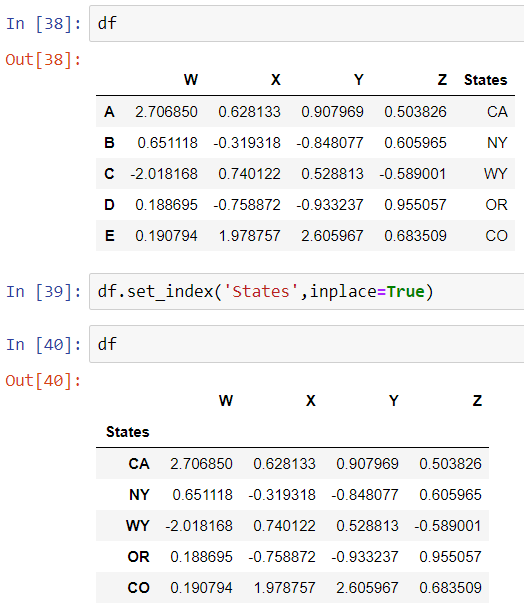 In [38]: df
Out[38]:
W X Y Z States
A 2.706850 0.628133 0.907969 0.503826 CA
B 0.651118 -0.319318 -0.848077 0.605965 NY
C -2.018168 0.740122 0.528813 -0.589001 WY
D 0.188695 -0.758872 -0.933237 0.955057 OR
E 0.190794 1.978757 2.605967 0.683509 CO
In [39]: df.set_index('States',inplace=True)
In [40]: df
Out[40]:
W X Y Z
States
CA 2.706850 0.628133 0.907969 0.503826
NY 0.651118 -0.319318 -0.848077 0.605965
WY -2.018168 0.740122 0.528813 -0.589001
OR 0.188695 -0.758872 -0.933237 0.955057
CO 0.190794 1.978757 2.605967 0.683509